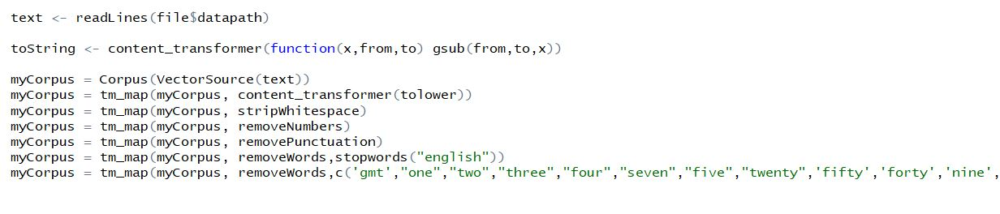 text <- readLines(file$datapath)
toString <- content_transformer(function(x,from,to) gsub(from,to,x))
myCorpus = Corpus(VectorSource(text))
myCorpus = tm_map(myCorpus, content_transformer(tolower))
myCorpus = tm_map(myCorpus, stripWhitespace)
myCorpus = tm_map(myCorpus, removeNumbers)
myCorpus = tm_map(myCorpus, removePunctuation)
myCorpus = tm_map(myCorpus, removeWords,stopwords("english"))
myCorpus = tm_map(myCorpus, removeWords,c('gmt',"one","two","three","four","seven","five","twenty",'fifty','forty','nine',